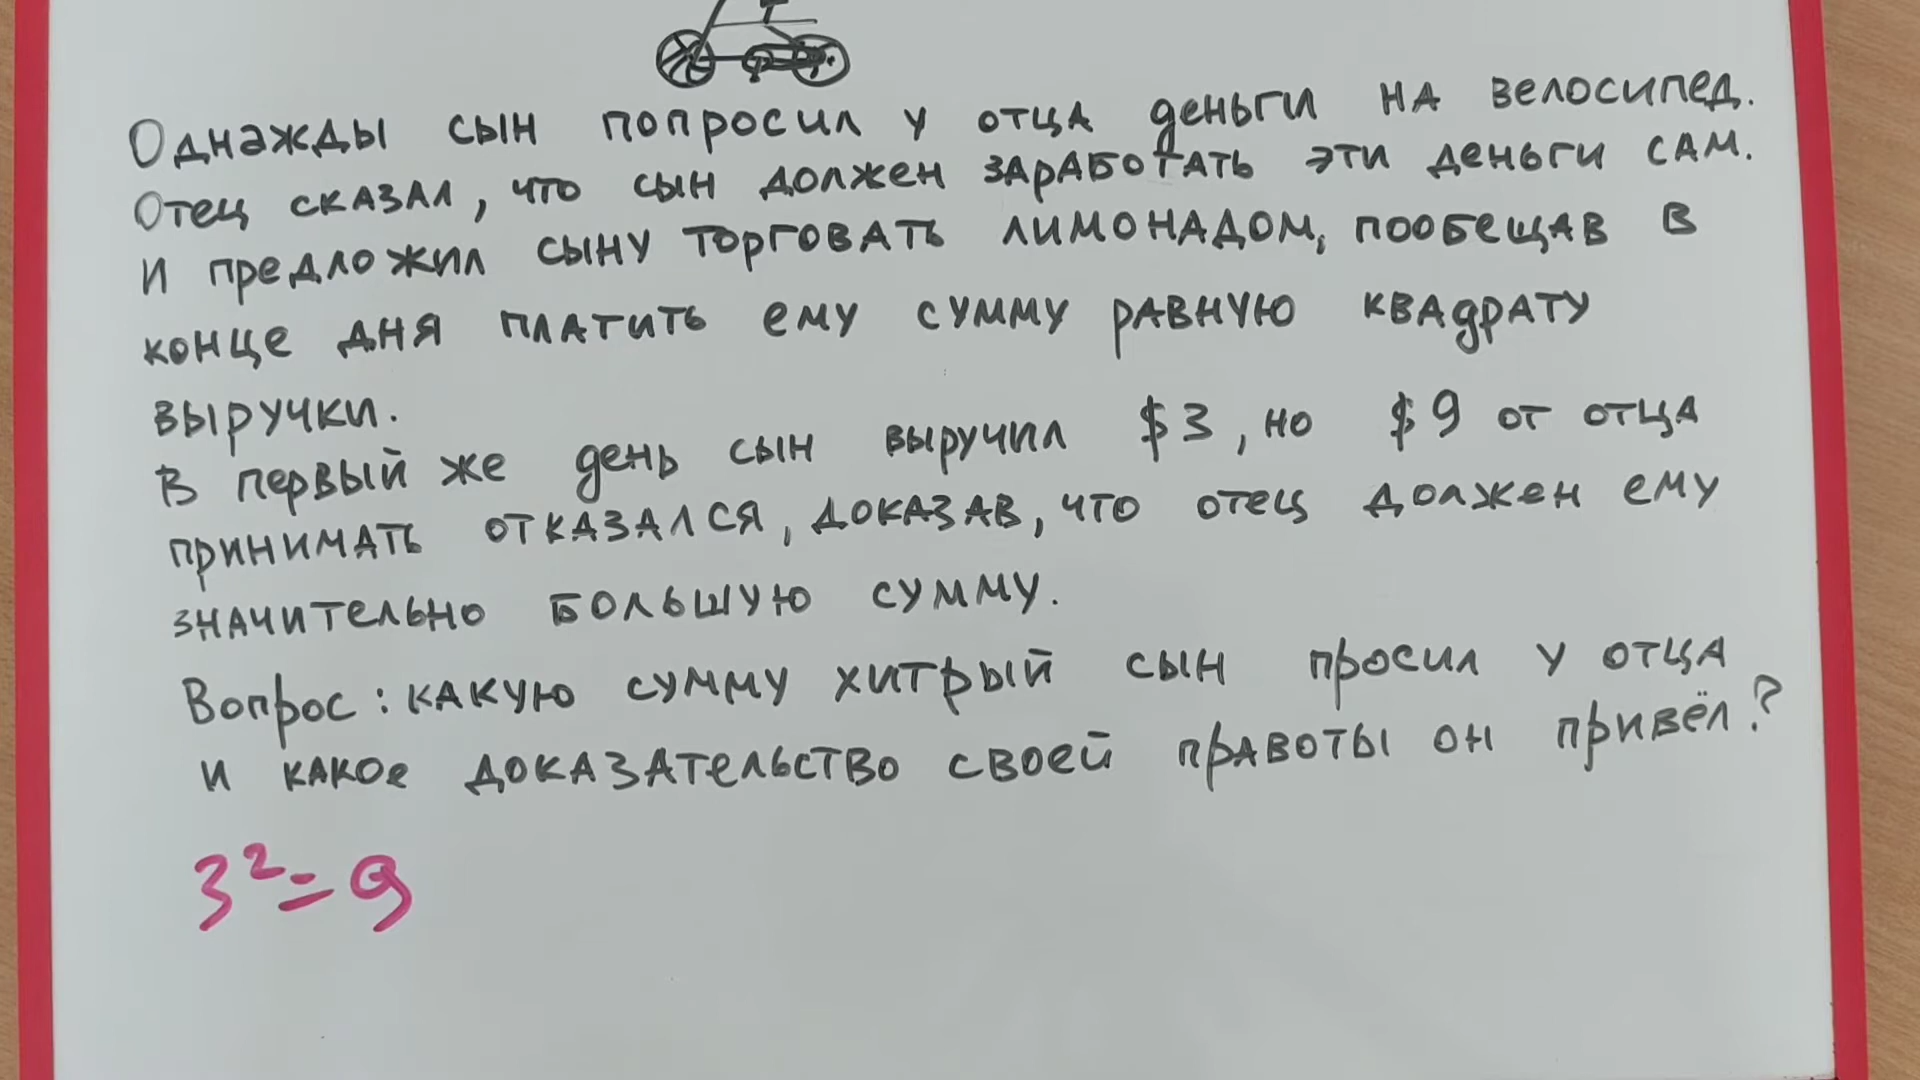 Однажды сын попросил у отца деньги на велосипед.
Отец сказал, что сын должен заработать эти деньги сам.
И предложил сыну торговать лимонадом, пообещав в
конце дня платить ему сумму равную квадрату
выручки.
В первый же день сын выручил $3, но $9 от отца
принимать отказался, доказав, что отец должен ему
значительно большую сумму.
Вопрос: какую сумму хитрый сын просил у отца
и какое доказательство своей правоты он привёл?
3²=9